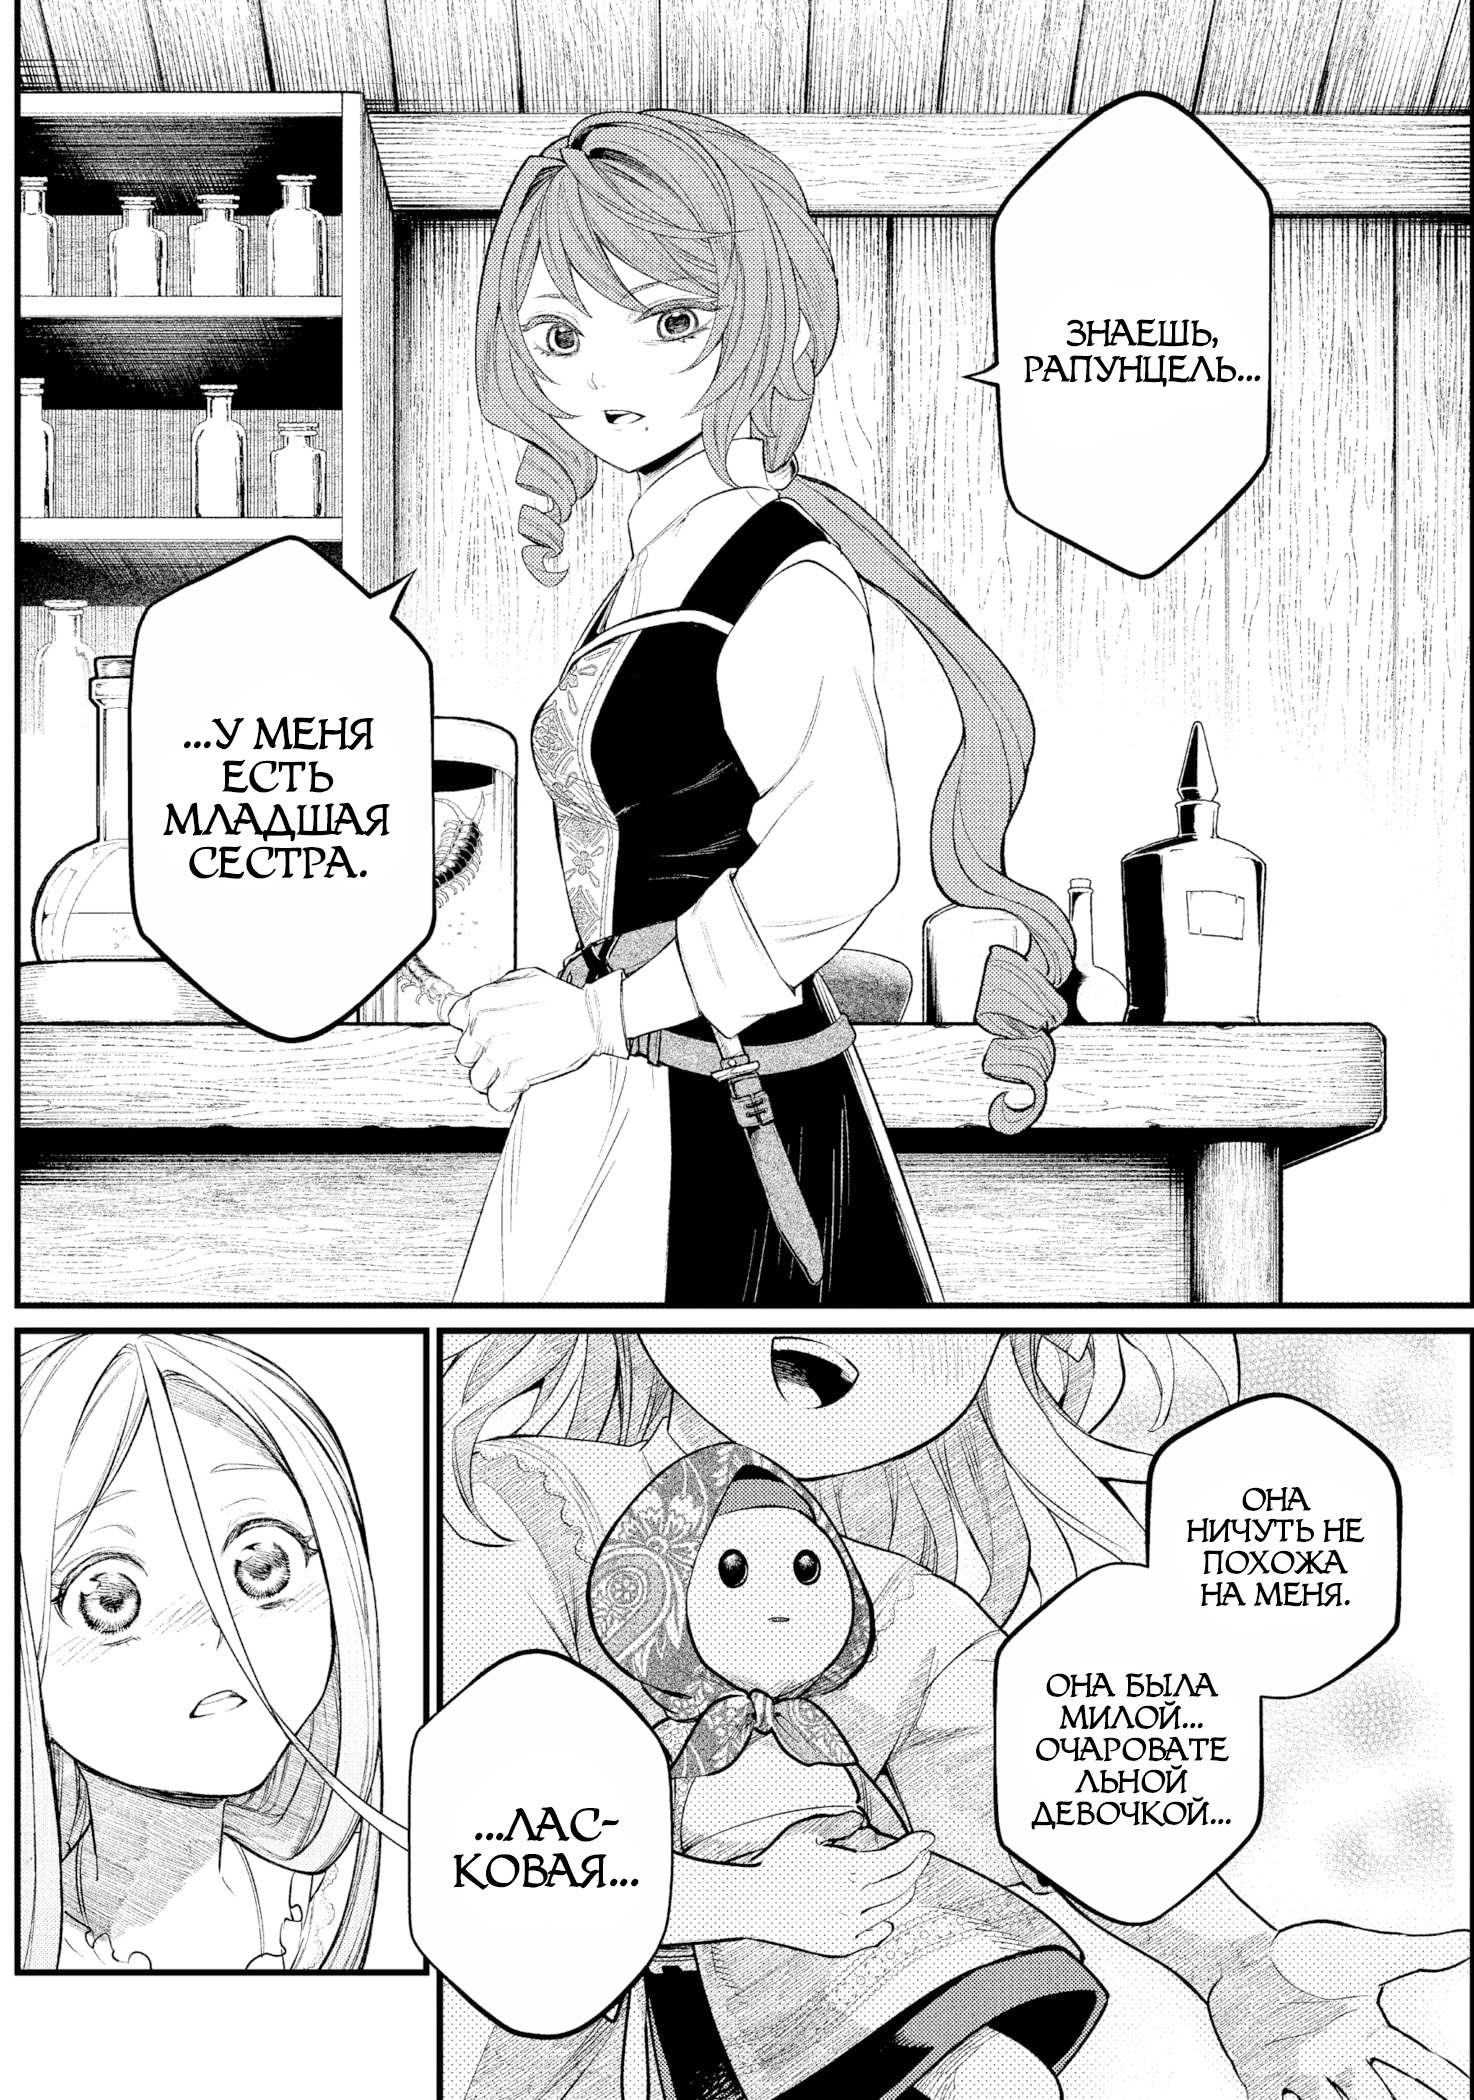 ЗНАЕШЬ,
РАПУНЦЕЛЬ...
...У МЕНЯ
ЕСТЬ
МЛАДШАЯ
СЕСТРА.
ОНА
НИЧУТЬ НЕ
ПОХОЖА
НА МЕНЯ.
ОНА БЫЛА
МИЛОЙ...
ОЧАРОВАТЕ
ЛЬНОЙ
ДЕВОЧКОЙ...
...ЛАС-
КОВАЯ...